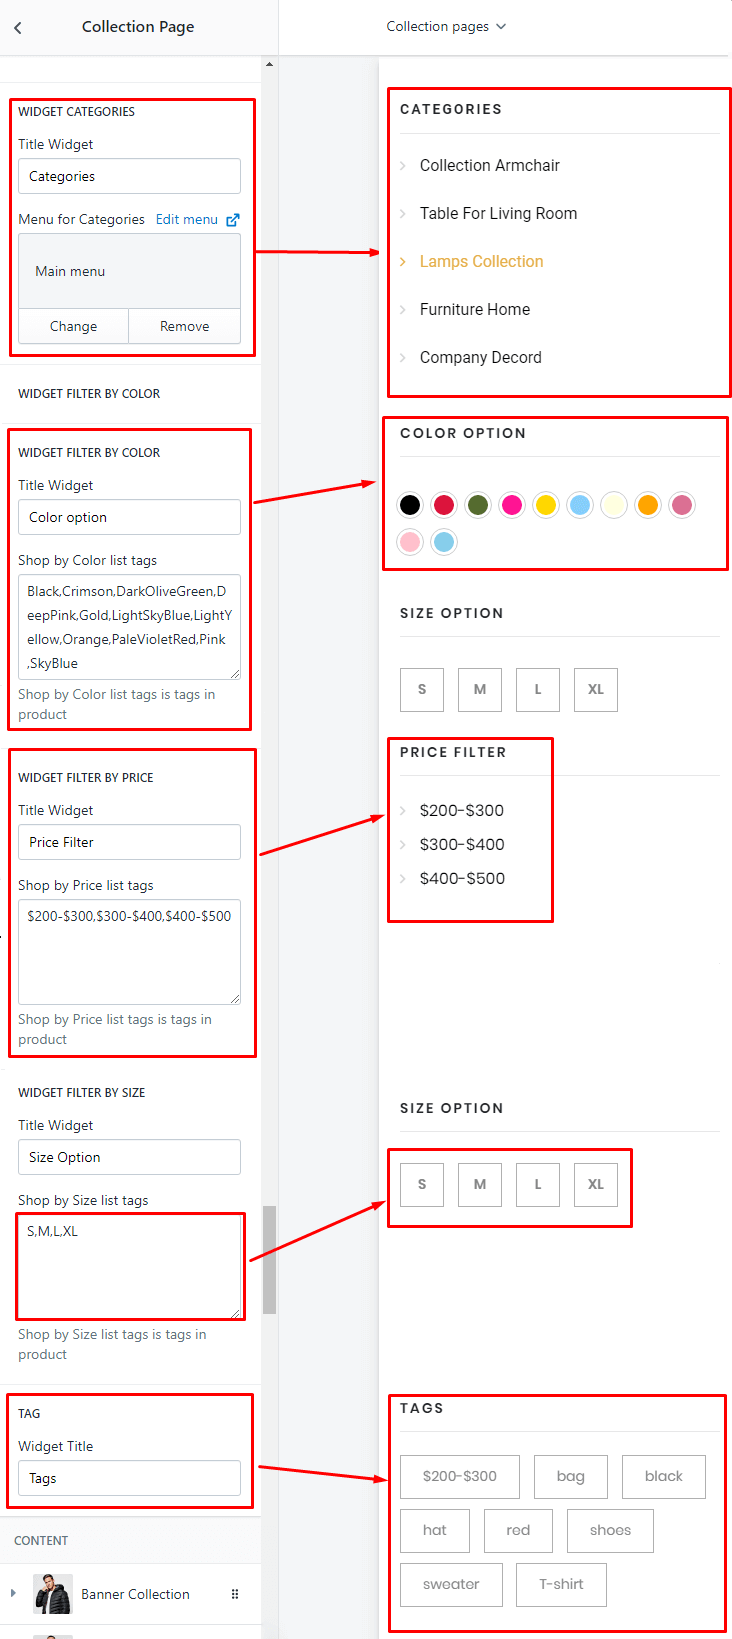 Collection Page
Collection pages
WIDGET CATEGORIES
Title Widget
Categories
Menu for Categories Edit menu
Main menu
Change Remove
WIDGET FILTER BY COLOR
WIDGET FILTER BY COLOR
Title Widget
Color option
Shop by Color list tags
Black,Crimson,DarkOliveGreen,D
eepPink,Gold,LightSkyBlue,LightY
ellow,Orange,PaleVioletRed,Pink
,SkyBlue
Shop by Color list tags is tags in
product
WIDGET FILTER BY PRICE
Title Widget
Price Filter
Shop by Price list tags
$200-$300,$300-$400,$400-$500
Shop by Price list tags is tags in
product
WIDGET FILTER BY SIZE
Title Widget
Size Option
Shop by Size list tags
S,M,L,XL
Shop by Size list tags is tags in
product
TAG
Widget Title
Tags
CONTENT
Banner Collection
CATEGORIES
Collection Armchair
Table For Living Room
Lamps Collection
Furniture Home
Company Decord
COLOR OPTION
SIZE OPTION
S M L XL
PRICE FILTER
$200-$300
$300-$400
$400-$500
SIZE OPTION
S M L XL
TAGS
$200-$300 bag black
hat red shoes
sweater T-shirt